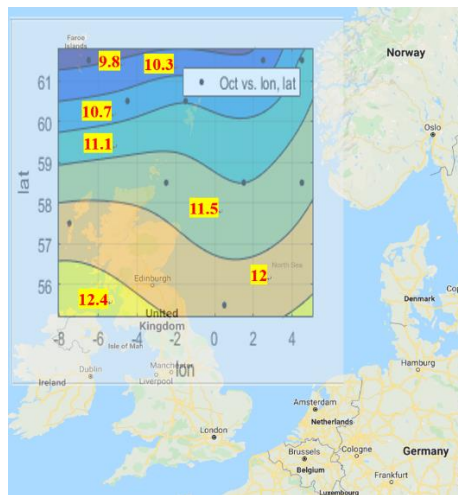 Faroe
Islands
Norway
9.8
10.3
Oct vs. lon, lat
61
10.7
60
Oslo
11.1
59
lat
58
11.5
57
12
North Sea
56
Edinburgh
12.4
Denmark
United
Kingdom
-8
-6
-4
-2
0
2
4
Isle of Man
Hamburg
Dublin
Manchester
lon
Ireland
Liverpool
Amsterdam
Netherlands
London
Brussels
Cologne
Germany
Belgium
Frankfurt
Luxembourg